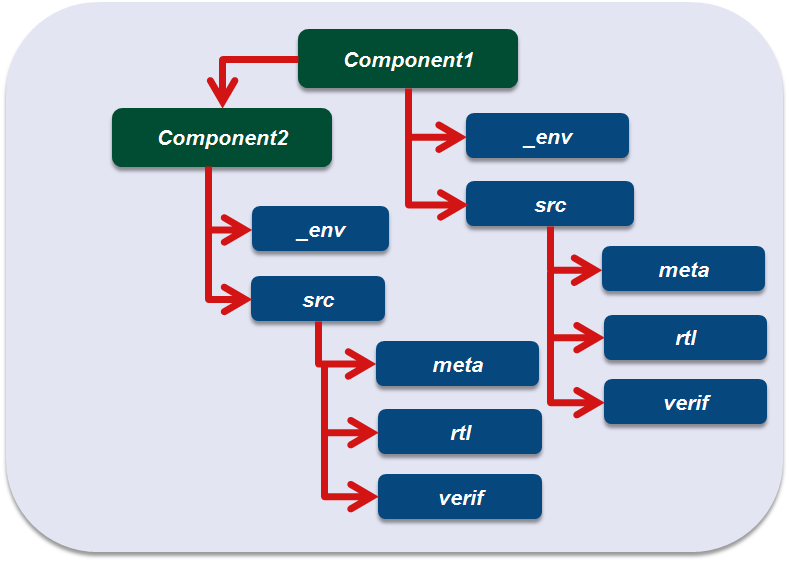 Component1
Component2
_env
src
_env
src
meta
rtl
verif
meta
rtl
verif